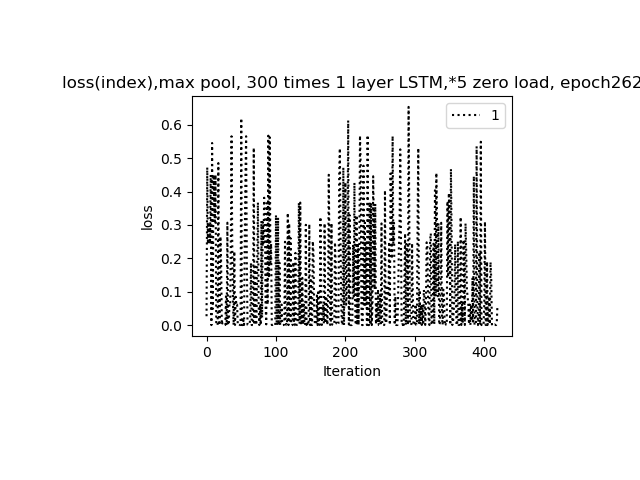 loss(index),max pool, 300 times 1 layer LSTM,*5 zero load, epoch262
1
0.6
0.5
0.4
0.3
0.2
0.1
0.0
loss
0 100 200 300 400
Iteration